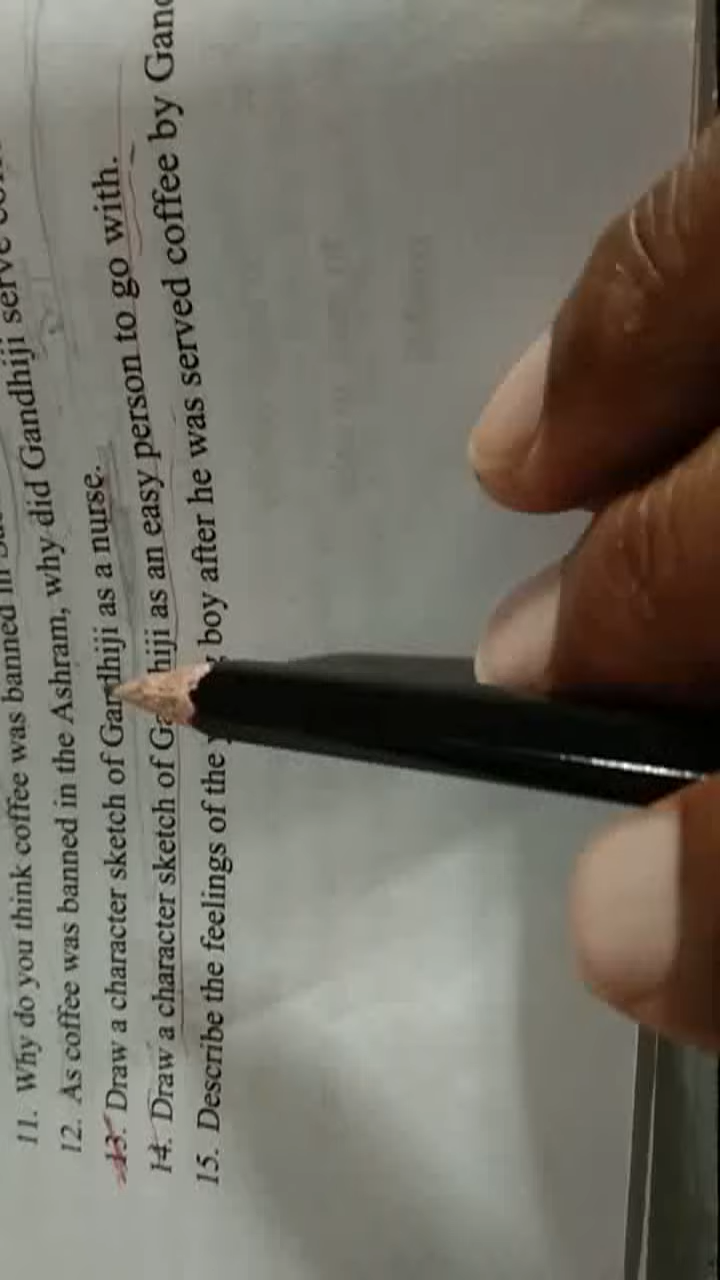 11. Why do you think coffee was banned in
12. As coffee was banned in the Ashram, why did Gandhiji serve
13. Draw a character sketch of Gandhiji as a nurse.
14. Draw a character sketch of Gandhiji as an easy person to go with.
15. Describe the feelings of the boy after he was served coffee by